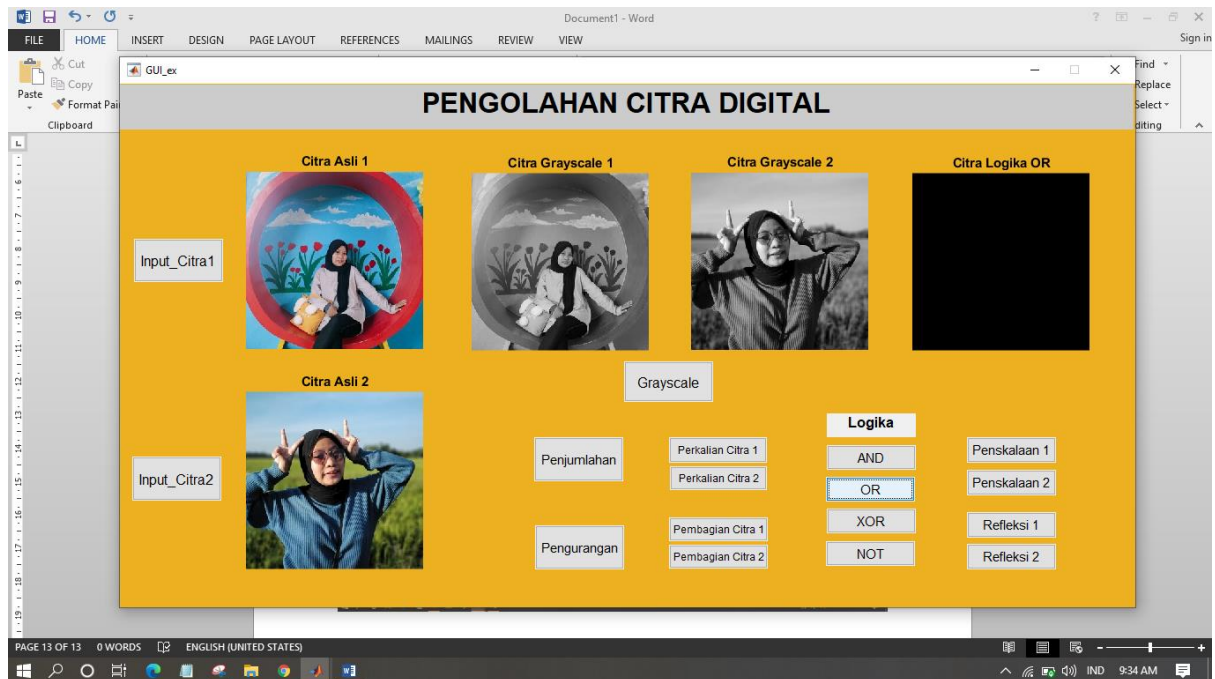 Document1 - Word
FILE HOME INSERT DESIGN PAGE LAYOUT REFERENCES MAILINGS REVIEW VIEW Sign in
Cut
Copy
Paste
Format Pai
Clipboard
Find
Replace
Select
diting
GUI_ex
PENGOLAHAN CITRA DIGITAL
Citra Asli 1
Citra Grayscale 1
Citra Grayscale 2
Citra Logika OR
Input_Citra1
Grayscale
Citra Asli 2
Input_Citra2
Penjumlahan
Pengurangan
Perkalian Citra 1
Perkalian Citra 2
Pembagian Citra 1
Pembagian Citra 2
Logika
AND
OR
XOR
NOT
Penskalaan 1
Penskalaan 2
Refleksi 1
Refleksi 2
PAGE 13 OF 13 0 WORDS ENGLISH (UNITED STATES)
IND 9:34 AM